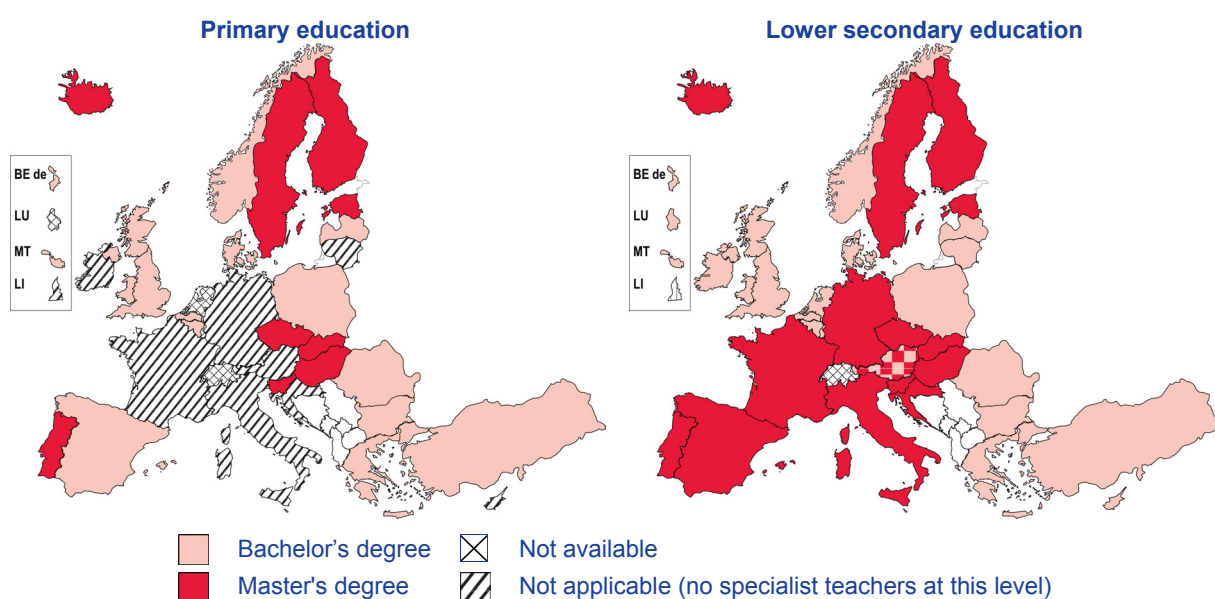 Primary education
Lower secondary education
BE de
LU
MT
LI
BE de
LU
MT
LI
Bachelor's degree
Not available
Master's degree
Not applicable (no specialist teachers at this level)